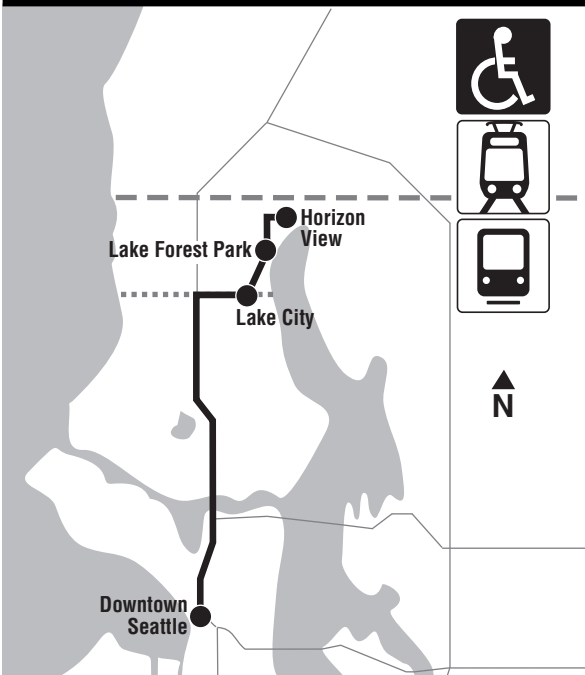 Horizon
View
Lake Forest Park
Lake City
N
Downtown
Seattle